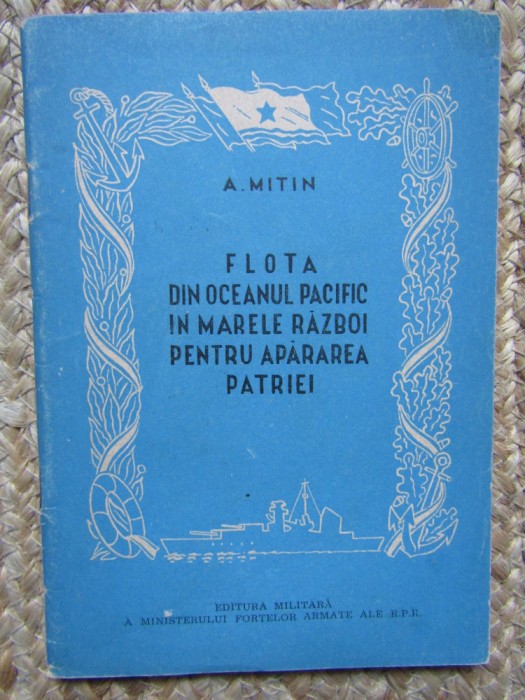 A. MITIN
FLOTA
DIN OCEANUL PACIFIC
IN MARELE RĂZBOI
PENTRU APĂRAREA
PATRIEI
EDITURA MILITARĂ
A MINISTERULUI FORTELOR ARMATE ALE R.P.R.